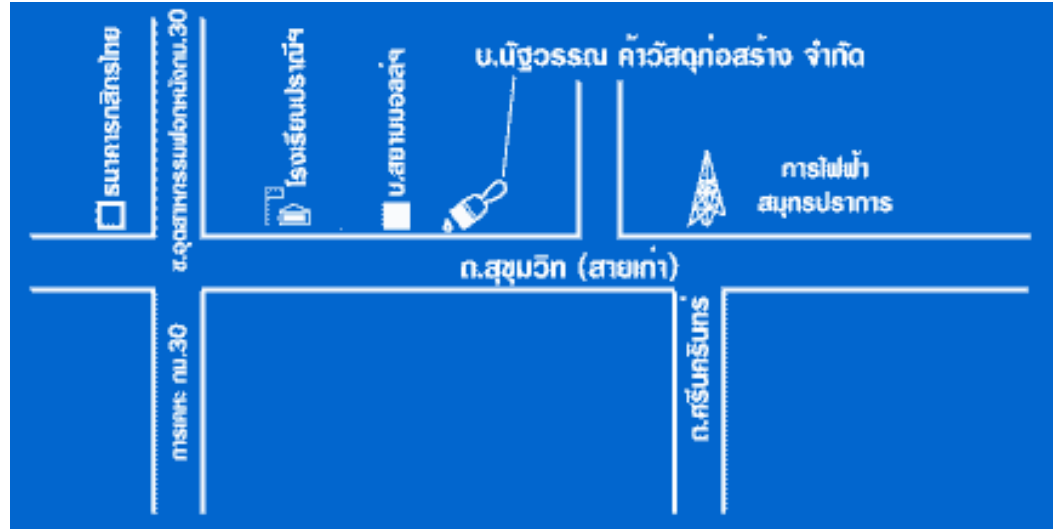 ธนาคารกสิกรไทย
ซ.อุตสาหกรรมฟอกหนังกม.30
โรงเรียนปราณีฯ
บ.สยามมอลล์ฯ
บ.นัฐวรรณ ค้าวัสดุก่อสร้าง จำกัด
การไฟฟ้า
สมุทรปราการ
ถ.สุขุมวิท (สายเก่า)
การเคหะ กม.30
ถ.ศรีนครินทร์